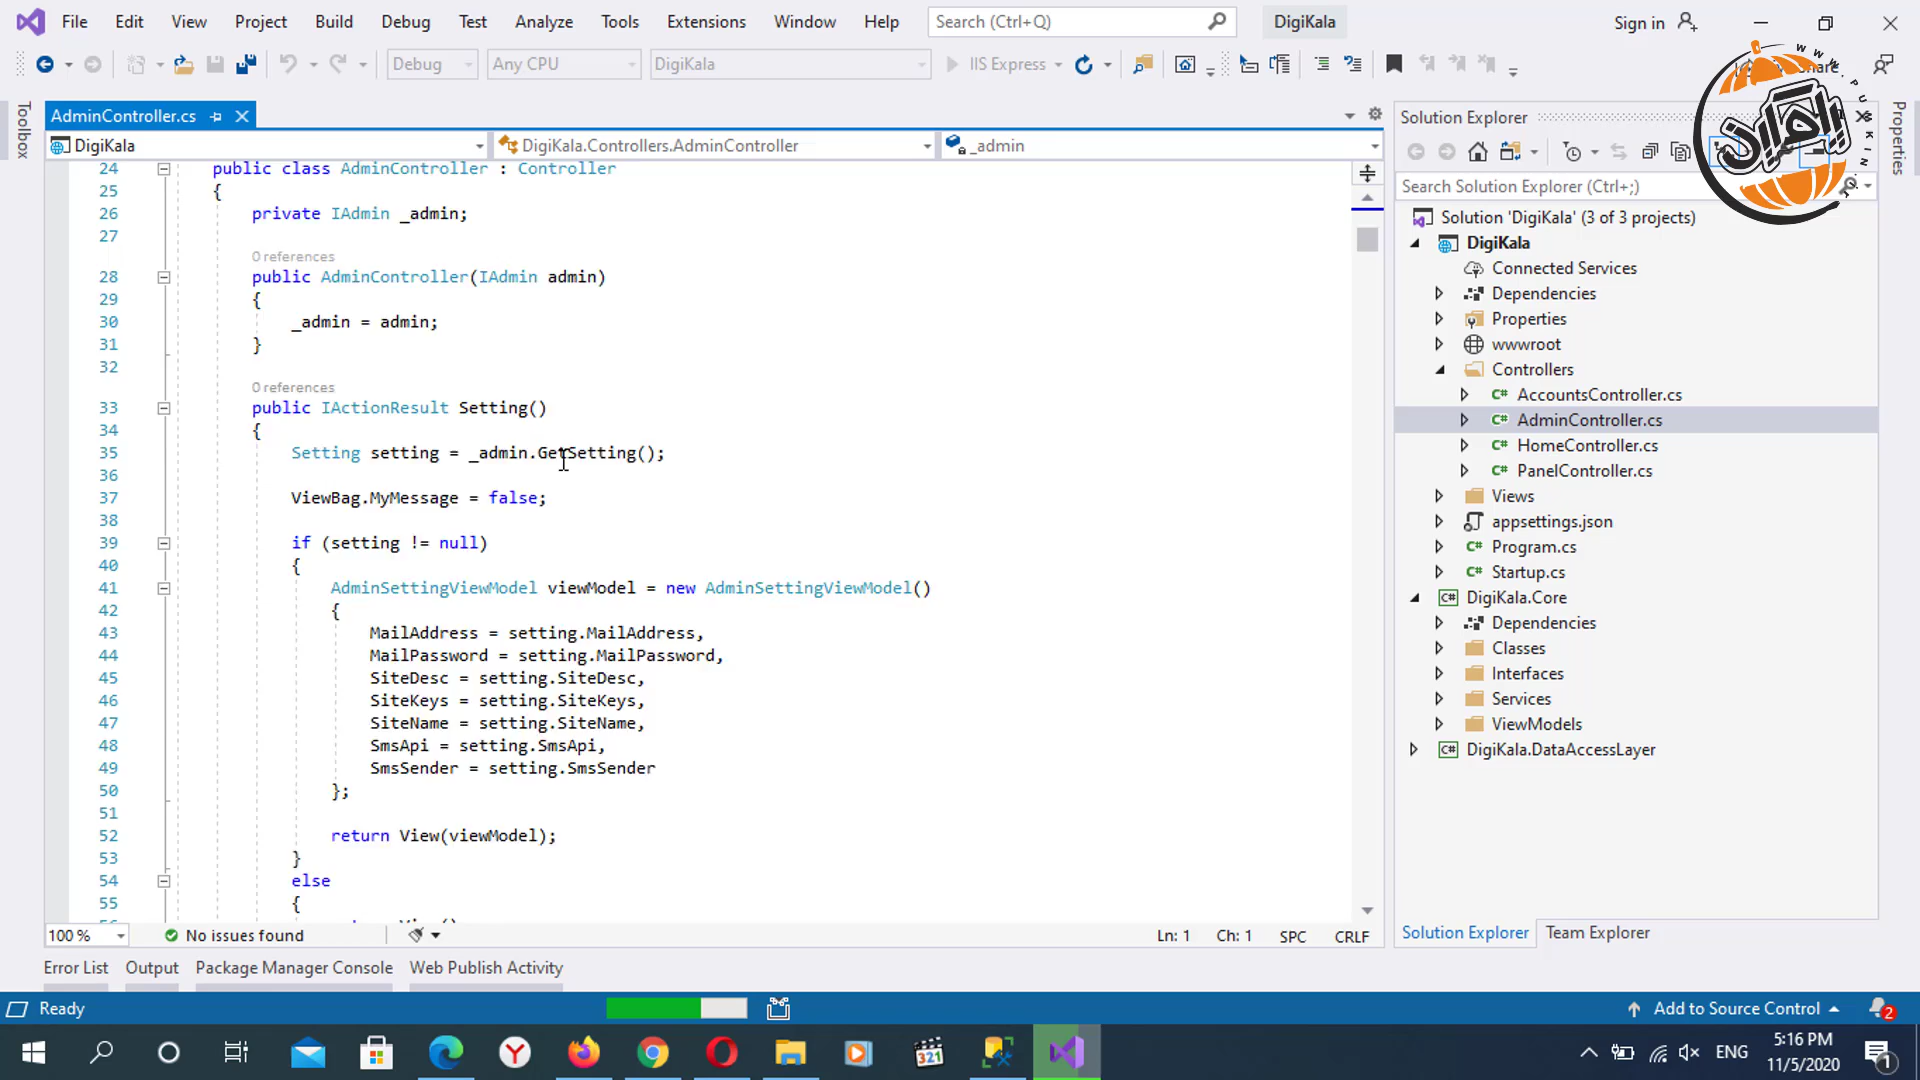 File Edit View Project Build Debug Test Analyze Tools Extensions Window Help Search (Ctrl+Q) DigiKala Sign in
Debug Any CPU DigiKala IIS Express
Toolbox
AdminController.cs
DigiKala DigiKala.Controllers.AdminController _admin
24 public class AdminController : Controller
25 {
26 private IAdmin _admin;
27
0 references
28 public AdminController(IAdmin admin)
29 {
30 _admin = admin;
31 }
32
0 references
33 public IActionResult Setting()
34 {
35 Setting setting = _admin.GetSetting();
36
37 ViewBag.MyMessage = false;
38
39 if (setting != null)
40 {
41 AdminSettingViewModel viewModel = new AdminSettingViewModel()
42 {
43 MailAddress = setting.MailAddress,
44 MailPassword = setting.MailPassword,
45 SiteDesc = setting.SiteDesc,
46 SiteKeys = setting.SiteKeys,
47 SiteName = setting.SiteName,
48 SmsApi = setting.SmsApi,
49 SmsSender = setting.SmsSender
50 };
51
52 return View(viewModel);
53 }
54 else
55 {
100 % No issues found Ln: 1 Ch: 1 SPC CRLF
Error List Output Package Manager Console Web Publish Activity
Solution Explorer
Search Solution Explorer (Ctrl+;)
Solution 'DigiKala' (3 of 3 projects)
DigiKala
Connected Services
Dependencies
Properties
wwwroot
Controllers
C# AccountsController.cs
C# AdminController.cs
C# HomeController.cs
C# PanelController.cs
Views
appsettings.json
C# Program.cs
C# Startup.cs
C# DigiKala.Core
Dependencies
Classes
Interfaces
Services
ViewModels
C# DigiKala.DataAccessLayer
Solution Explorer Team Explorer
Properties
Ready Add to Source Control 2
321 ENG 5:16 PM
11/5/2020 1